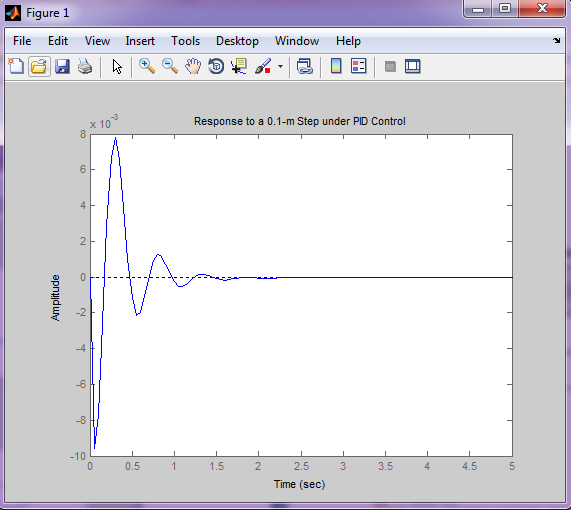 Figure 1
File Edit View Insert Tools Desktop Window Help
Response to a 0.1-m Step under PID Control
x 10^-3
8
6
4
2
0
-2
-4
-6
-8
-10
Amplitude
0 0.5 1 1.5 2 2.5 3 3.5 4 4.5 5
Time (sec)